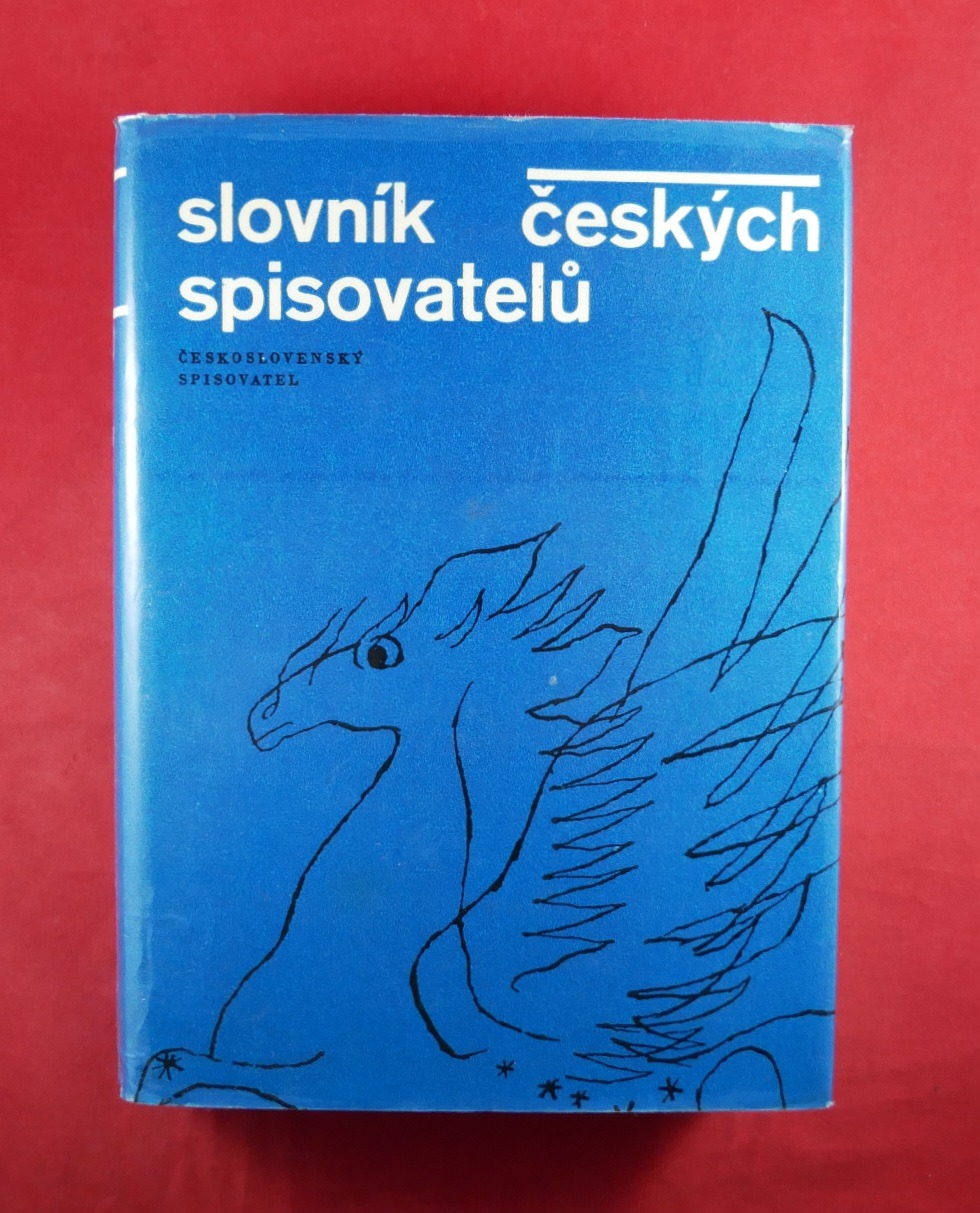 slovník českých
spisovatelů
ČESKOSLOVENSKÝ
SPISOVATEL